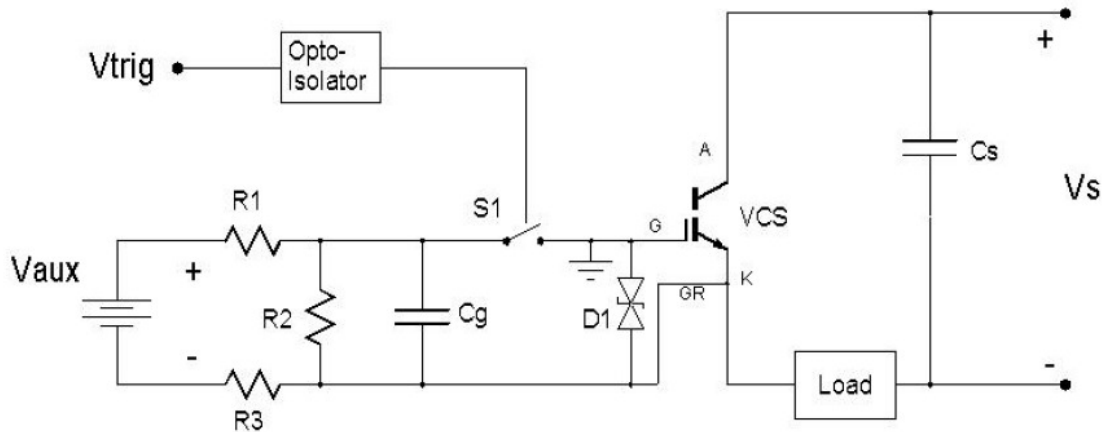 Vtrig
Opto-
Isolator
A
+
Cs
Vs
R1
S1
G
VCS
Vaux
+
K
GR
R2
Cg
D1
-
-
Load
R3